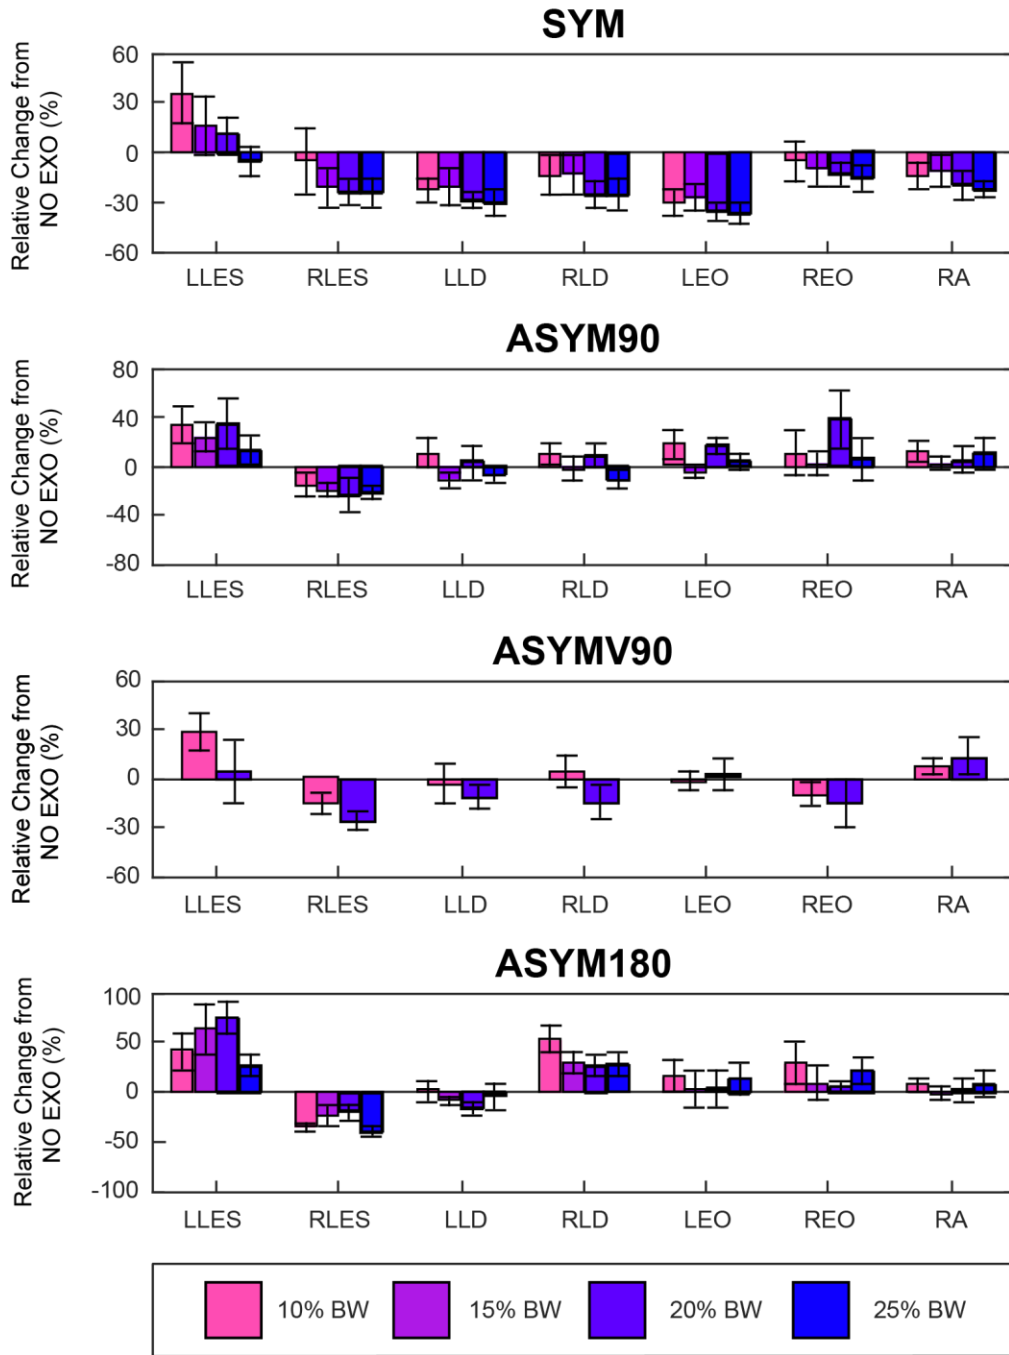 SYM
Relative Change from
NO EXO (%)
60
30
0
-30
-60
LLES RLES LLD RLD LEO REO RA
ASYM90
Relative Change from
NO EXO (%)
80
40
0
-40
-80
LLES RLES LLD RLD LEO REO RA
ASYMV90
Relative Change from
NO EXO (%)
60
30
0
-30
-60
LLES RLES LLD RLD LEO REO RA
ASYM180
Relative Change from
NO EXO (%)
100
50
0
-50
-100
LLES RLES LLD RLD LEO REO RA
10% BW 15% BW 20% BW 25% BW